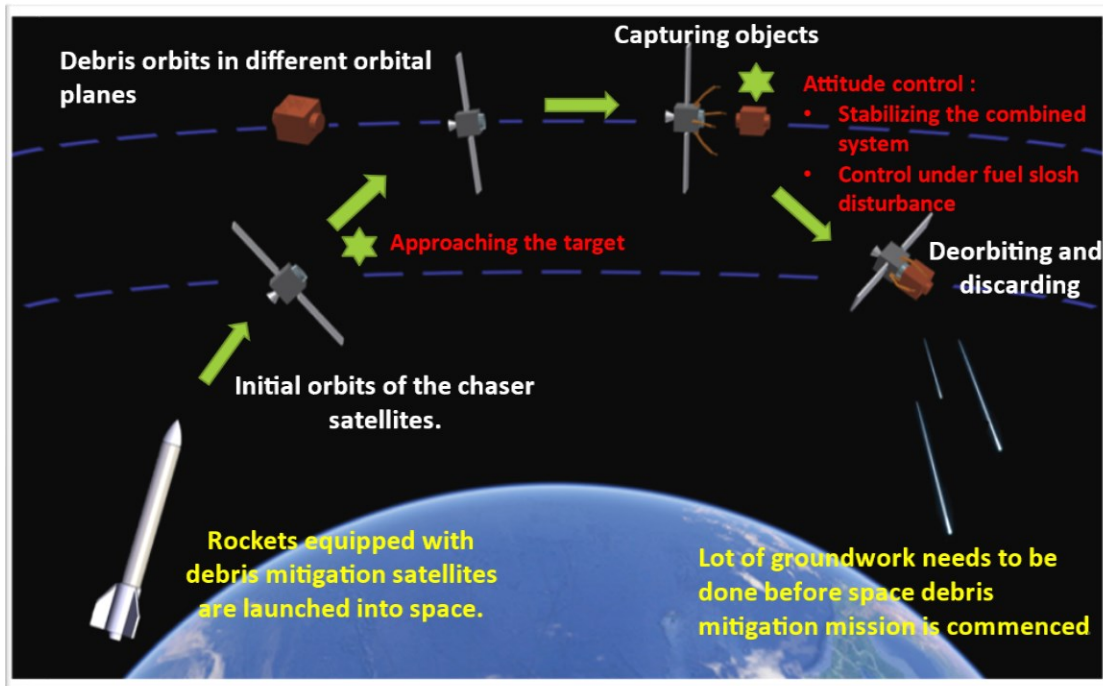 Capturing objects
Debris orbits in different orbital
planes
Attitude control :
• Stabilizing the combined
system
• Control under fuel slosh
disturbance
Approaching the target
Deorbiting and
discarding
Initial orbits of the chaser
satellites.
Rockets equipped with
debris mitigation satellites
are launched into space.
Lot of groundwork needs to be
done before space debris
mitigation mission is commenced